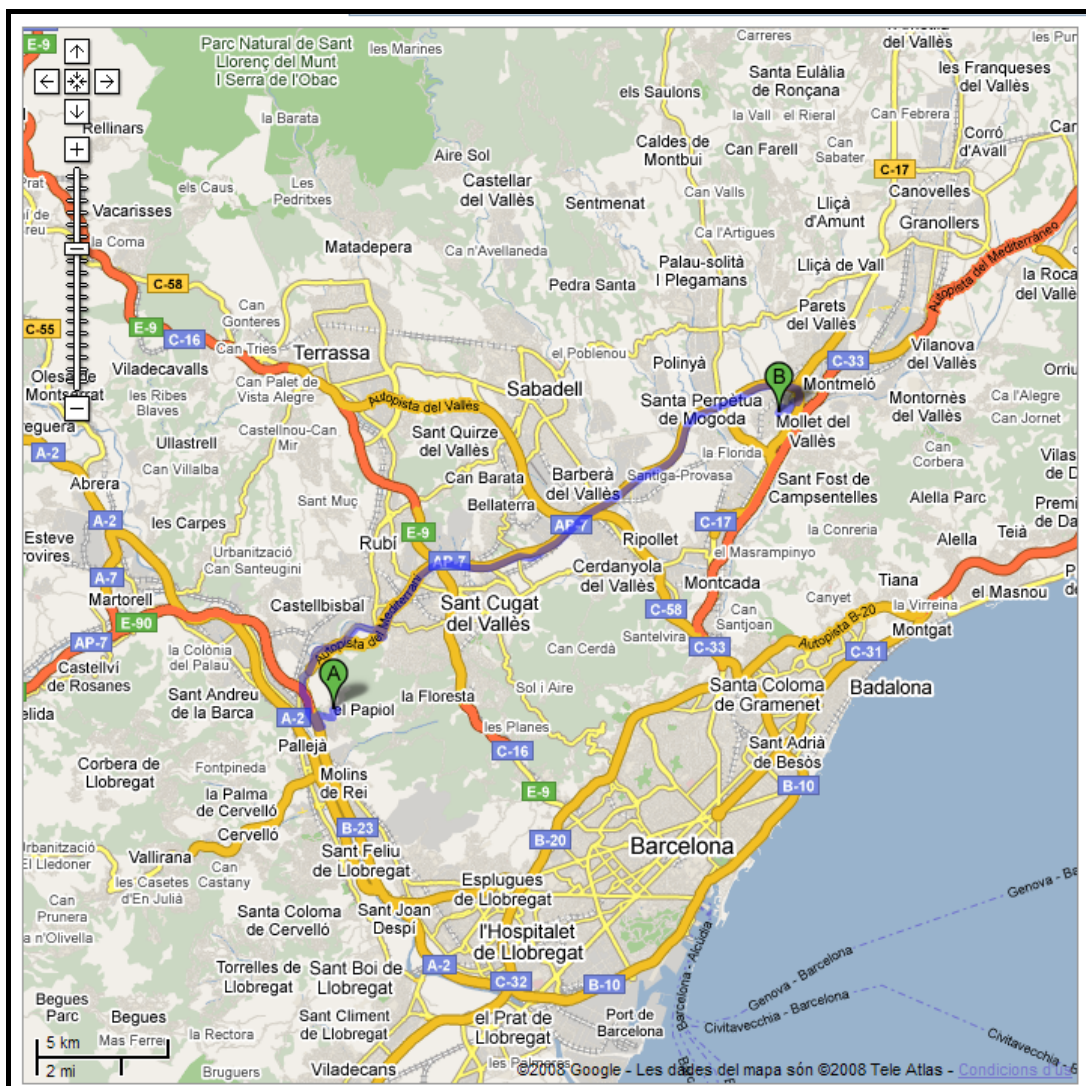 E-9
Parc Natural de Sant
Llorenç del Munt
I Serra de l'Obac
les Marines
Carreres
del Vallès
les Franqueses
del Vallès
Santa Eulàlia
de Ronçana
els Saulons
la Vall
el Rieral
Can Febrera
la Barata
Rellinars
Caldes de
Montbui
Can Farell
Can
Sabater
Corró
d'Avall
Aire Sol
C-17
els Caus
Les
Pedritxes
Castellar
del Vallès
Sentmenat
Can Valls
Lliçà
d'Amunt
Canovelles
Granollers
Vacarisses
la Coma
Matadepera
Ca n'Avellaneda
Ca l'Artigues
Autopista del Mediterráneo
C-58
Palau-solità
I Plegamans
Lliçà de Vall
la Roca
del Vallès
Pedra Santa
Can
Gonteres
Parets
del Vallès
C-55
E-9
C-16
Can Tries
Terrassa
el Poblenou
Polinyà
C-33
Vilanova
del Vallès
Viladecavalls
B
Montmeló
Olesa de
Montserrat
les Ribes
Blaves
Can Palet de
Vista Alegre
Autopista del Vallès
Sabadell
Santa Perpètua
de Mogoda
Mollet del
Vallès
Montornès
del Vallès
Ca l'Alegre
Can Jornet
A-2
Ullastrell
Castellnou-Can
Mir
Sant Quirze
del Vallès
la Florida
Can
Corbera
Can Villalba
Abrera
Can Barata
Barberà
del Vallès
Santiga-Provasa
Sant Fost de
Campsentelles
Sant Muç
Bellaterra
Alella Parc
A-2
les Carpes
E-9
AP-7
C-17
la Conreria
Teià
Alella
Rubí
Ripollet
el Masrampinyo
Urbanització
Can Santeugini
AP-7
Cerdanyola
del Vallès
Montcada
Tiana
A-7
Martorell
Castellbisbal
Sant Cugat
del Vallès
C-58
Can
Santjoan
Canyet
la Virreina
el Masnou
E-90
AP-7
Autopista del Mediterrani
Santelvira
C-33
Autopista B-20
Montgat
la Colònia
del Palau
Can Cerdà
C-31
Castellví
de Rosanes
A
Sant Andreu
de la Barca
la Floresta
Sol i Aire
Santa Coloma
de Gramenet
Badalona
A-2
el Papiol
les Planes
Pallejà
C-16
Sant Adrià
de Besòs
Corbera de
Llobregat
Fontpineda
Molins
de Rei
E-9
B-10
la Palma
de Cervelló
Cervelló
B-23
B-20
Barcelona
Urbanització
El Lledoner
Vallirana
Sant Feliu
de Llobregat
Can
Castany
les Casetes
d'En Julià
Esplugues
de Llobregat
Can
Prunera
Santa Coloma
de Cervelló
Sant Joan
Despí
l'Hospitalet
de Llobregat
A-2
Torrelles de
Llobregat
Sant Boi de
Llobregat
C-32
B-10
Barcelona - Alcúdia
Genova - Barcelona
Begues
Parc
Begues
Sant Climent
de Llobregat
el Prat de
Llobregat
Port de
Barcelona
Civitavecchia - Barcelona
5 km
2 mi
la Rectora
Bruguers
Viladecans
©2008 Google - Les dades del mapa són ©2008 Tele Atlas - Condicions d'ús